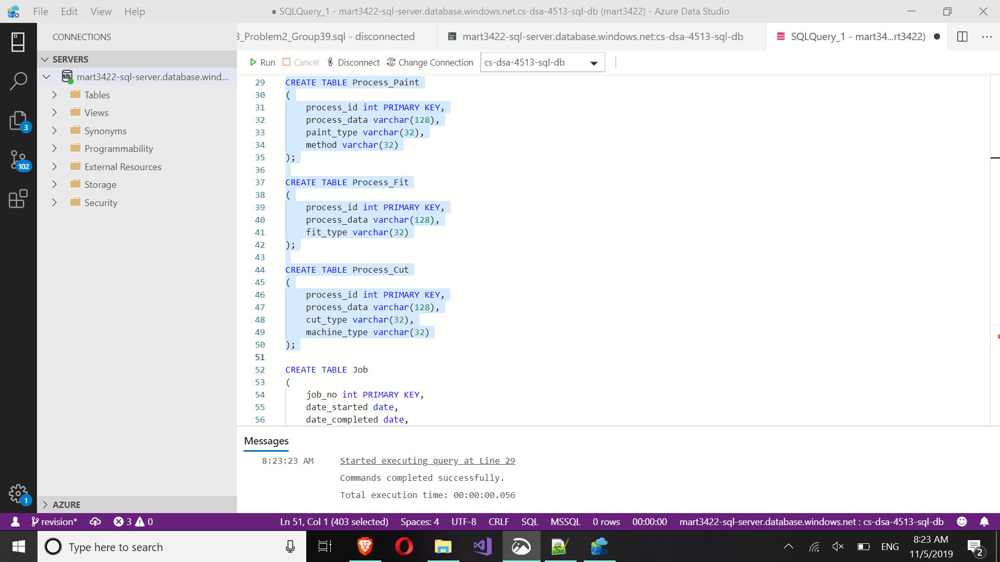 File Edit View Help
● SQLQuery_1 - mart3422-sql-server.database.windows.net.cs-dsa-4513-sql-db (mart3422) - Azure Data Studio
CONNECTIONS
3_Problem2_Group39.sql - disconnected
mart3422-sql-server.database.windows.net:cs-dsa-4513-sql-db
SQLQuery_1 - mart34...rt3422)
SERVERS
mart3422-sql-server.database.wind...
Tables
Views
Synonyms
Programmability
External Resources
Storage
Security
AZURE
3
102
1
Run Cancel Disconnect Change Connection cs-dsa-4513-sql-db
29 CREATE TABLE Process_Paint
30 (
31 process_id int PRIMARY KEY,
32 process_data varchar(128),
33 paint_type varchar(32),
34 method varchar(32)
35 );
36
37 CREATE TABLE Process_Fit
38 (
39 process_id int PRIMARY KEY,
40 process_data varchar(128),
41 fit_type varchar(32)
42 );
43
44 CREATE TABLE Process_Cut
45 (
46 process_id int PRIMARY KEY,
47 process_data varchar(128),
48 cut_type varchar(32),
49 machine_type varchar(32)
50 );
51
52 CREATE TABLE Job
53 (
54 job_no int PRIMARY KEY,
55 date_started date,
56 date_completed date,
Messages
8:23:23 AM Started executing query at Line 29
Commands completed successfully.
Total execution time: 00:00:00.056
revision* 3 0 Ln 51, Col 1 (403 selected) Spaces: 4 UTF-8 CRLF SQL MSSQL 0 rows 00:00:00 mart3422-sql-server.database.windows.net : cs-dsa-4513-sql-db
Type here to search
ENG
8:23 AM
11/5/2019
2